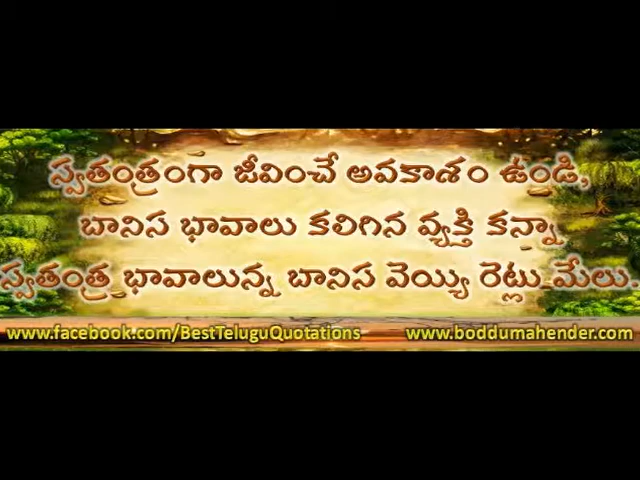 స్వతంత్రంగా జీవించే అవకాశం ఉండి,
బానిస భావాలు కలిగిన వ్యక్తి కన్నా
స్వతంత్ర భావాలున్న బానిస వెయ్యి రెట్లు మేలు.
www.facebook.com/BestTeluguQuotations www.boddumahender.com